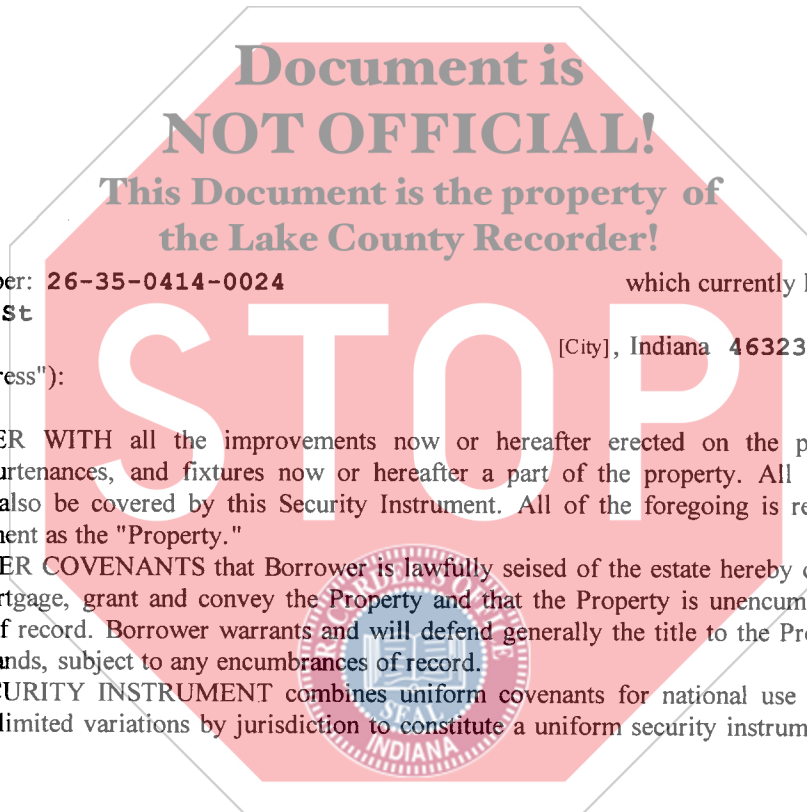 Document is
NOT OFFICIAL!
This Document is the property of
the Lake County Recorder!
ber: 26-35-0414-0024 which currently h
St
[City], Indiana 46323
ress"):
STOP
ER WITH all the improvements now or hereafter erected on the p
urtenances, and fixtures now or hereafter a part of the property. All
also be covered by this Security Instrument. All of the foregoing is re
nent as the "Property."
ER COVENANTS that Borrower is lawfully seised of the estate hereby c
rtgage, grant and convey the Property and that the Property is unencum
f record. Borrower warrants and will defend generally the title to the Pro
ands, subject to any encumbrances of record.
CURITY INSTRUMENT combines uniform covenants for national use
limited variations by jurisdiction to constitute a uniform security instrum
RECORDER'S OFFICE
SEAL
INDIANA